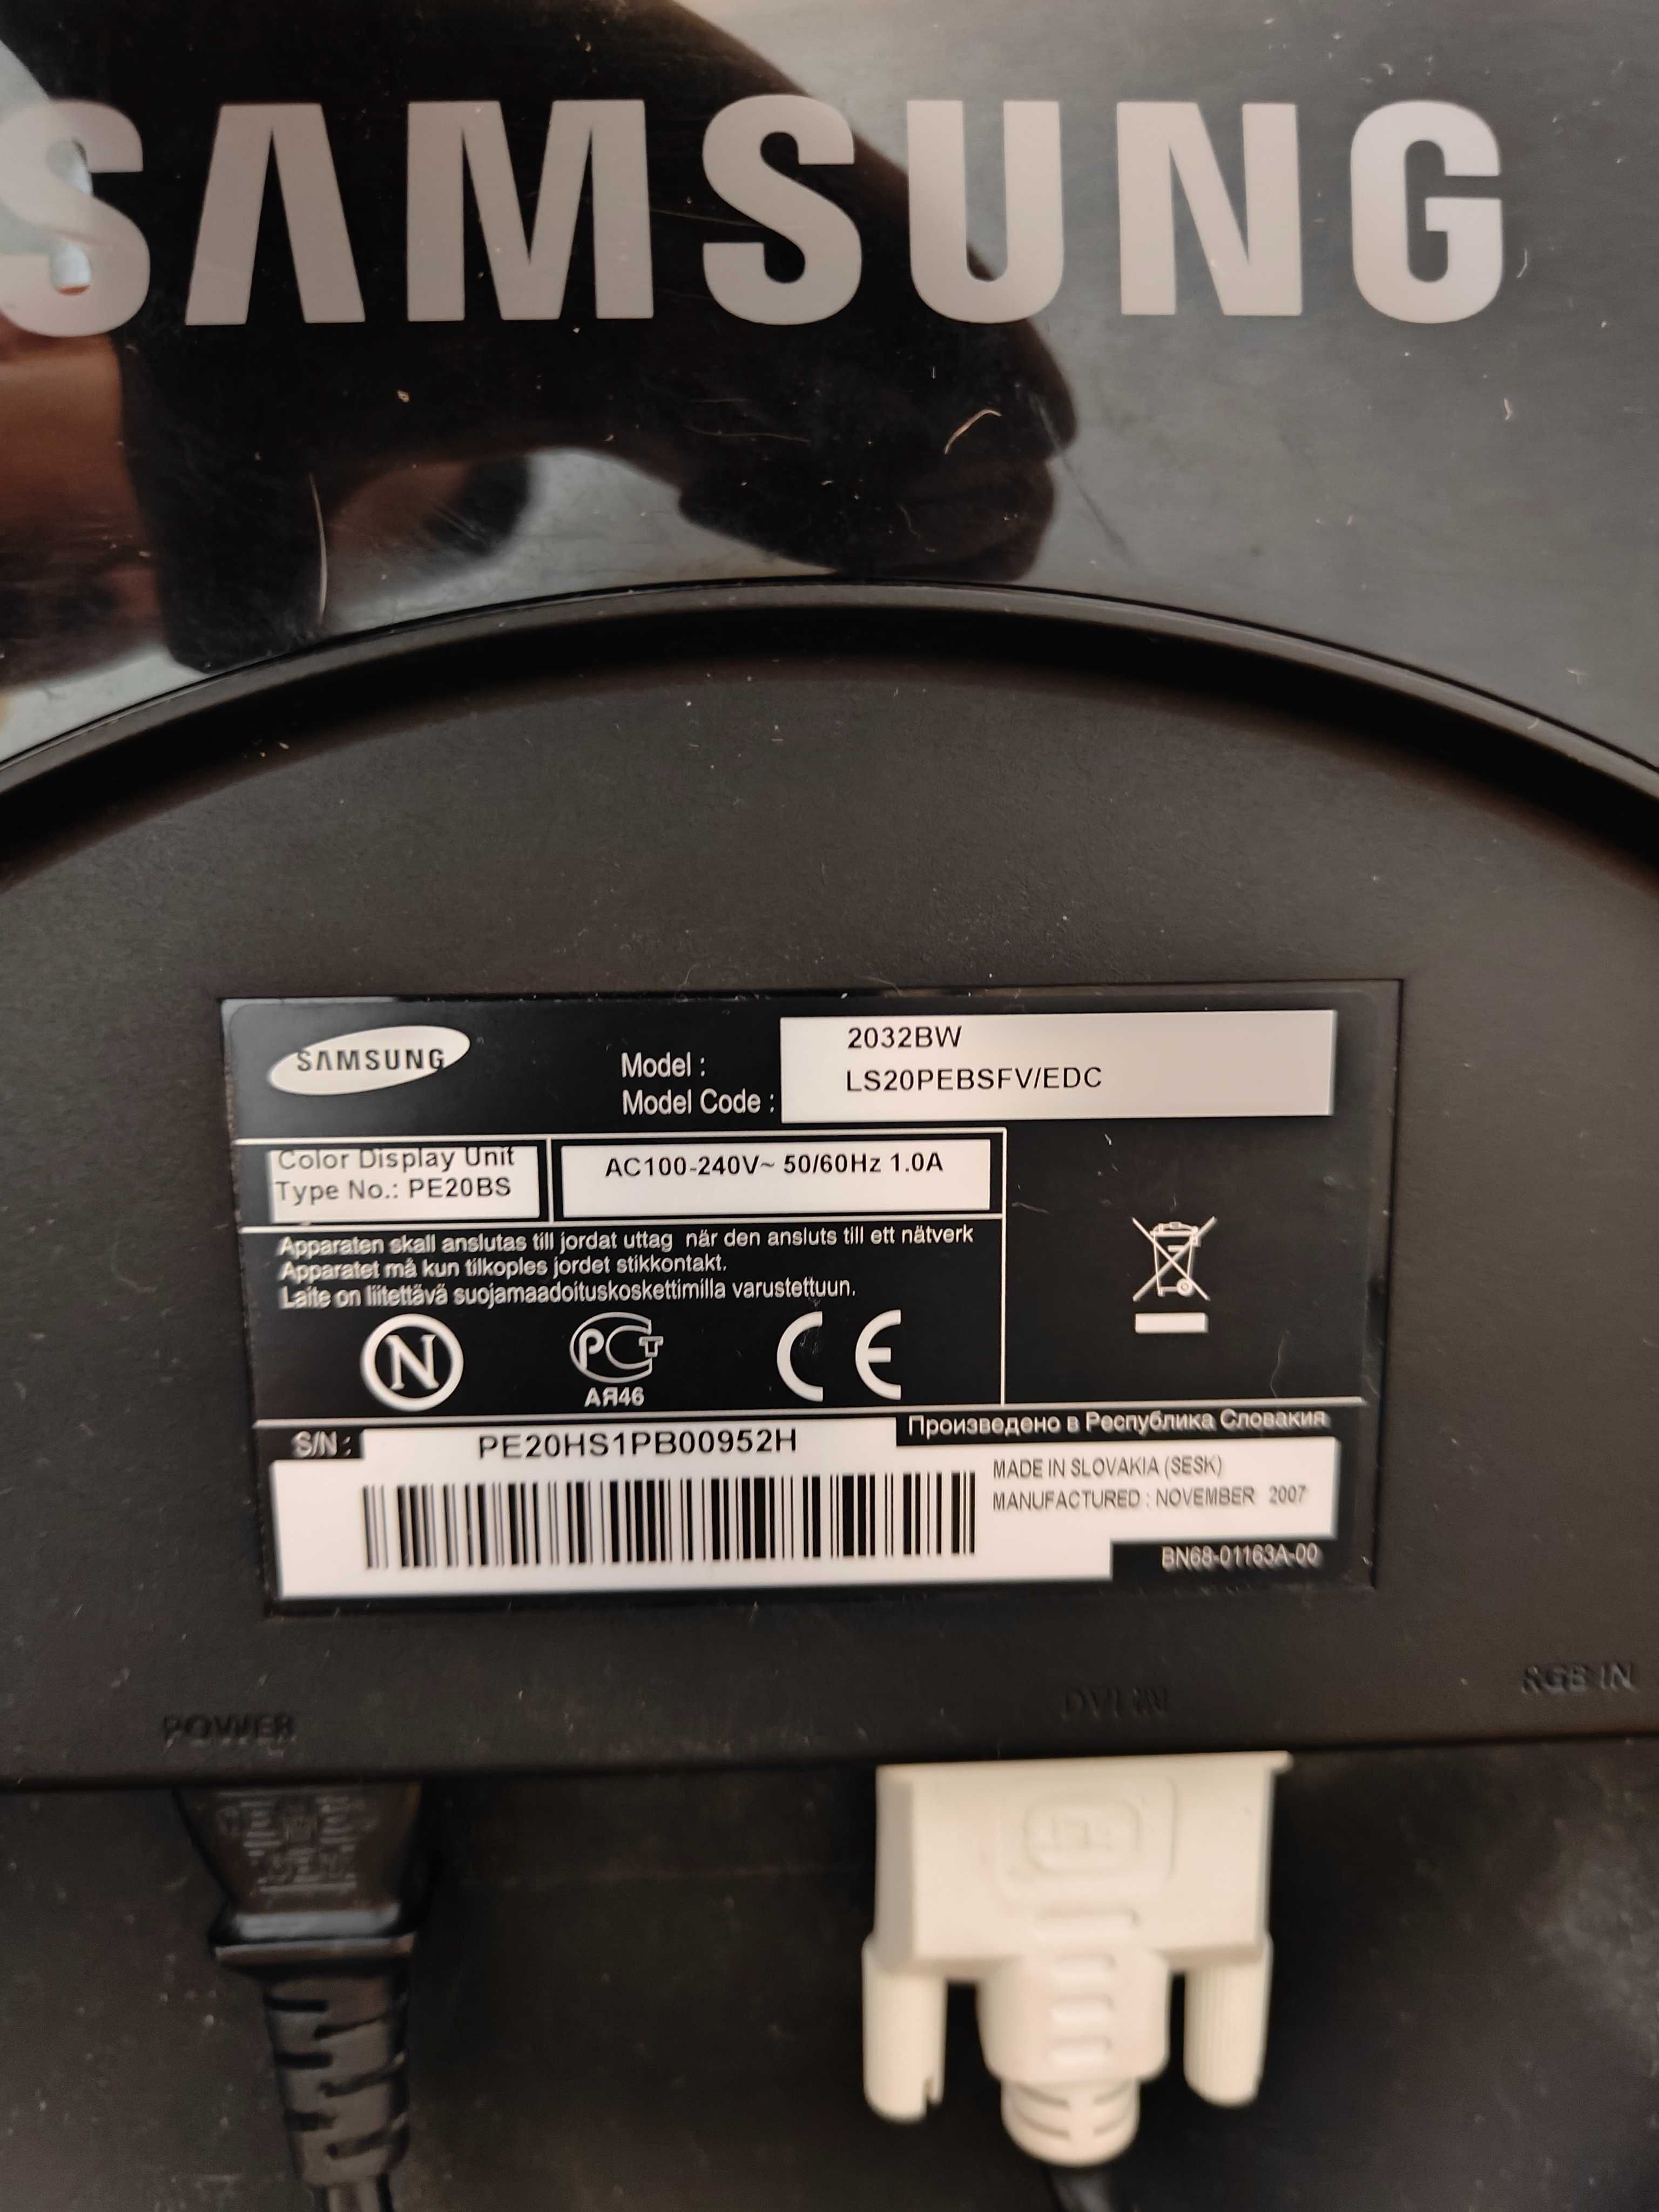 SAMSUNG
SAMSUNG
Model :
2032BW
Model Code :
LS20PEBSFV/EDC
Color Display Unit
Type No.: PE20BS
AC100-240V~ 50/60Hz 1.0A
Apparaten skall anslutas till jordat uttag när den ansluts till ett nätverk
Apparatet må kun tilkoples jordet stikkontakt.
Laite on liitettävä suojamaadoituskoskettimilla varustettuun.
N
РСТ
АЯ46
CE
S/N :
PE20HS1PB00952H
Произведено в Республика Словакия
MADE IN SLOVAKIA (SESK)
MANUFACTURED : NOVEMBER 2007
BN68-01163A-00
POWER
DVI IN
RGB IN